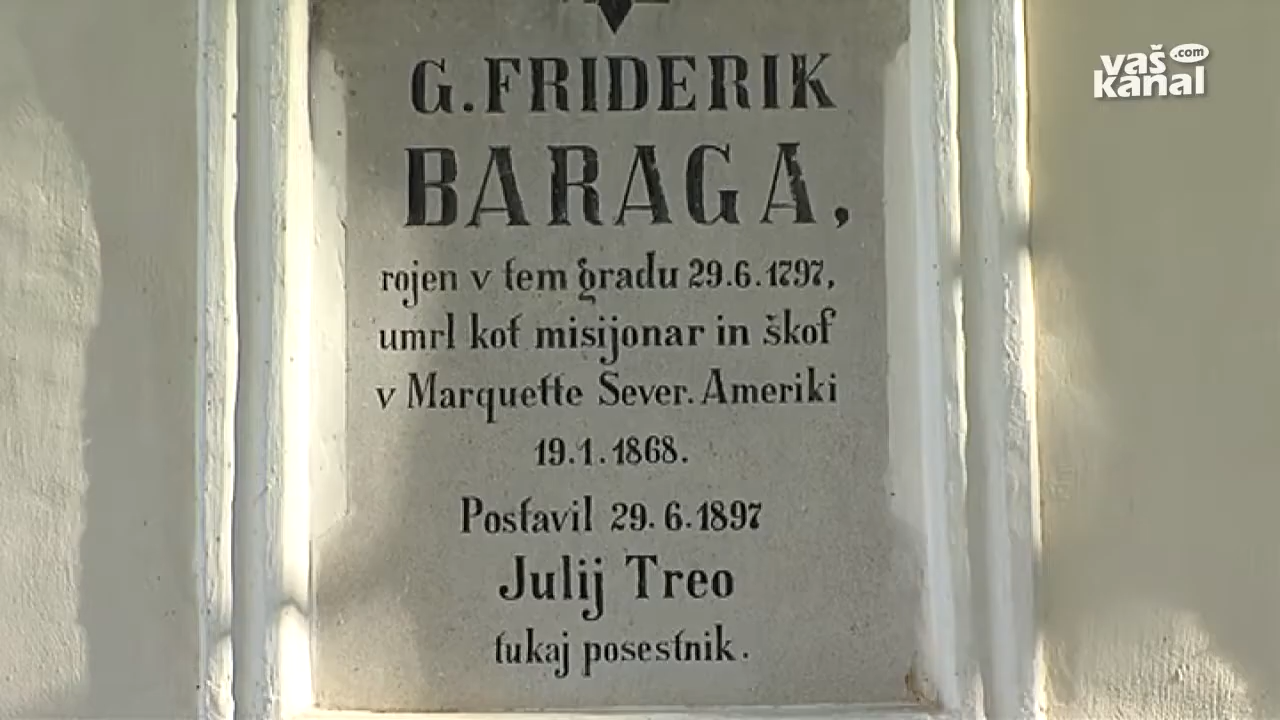 G. FRIDERIK
BARAGA,
rojen v tem gradu 29.6.1797,
umrl kot misijonar in škof
v Marquette Sever. Ameriki
19.1.1868.
Postavil 29.6.1897
Julij Treo
tukaj posestnik.
vaš .com
kanal